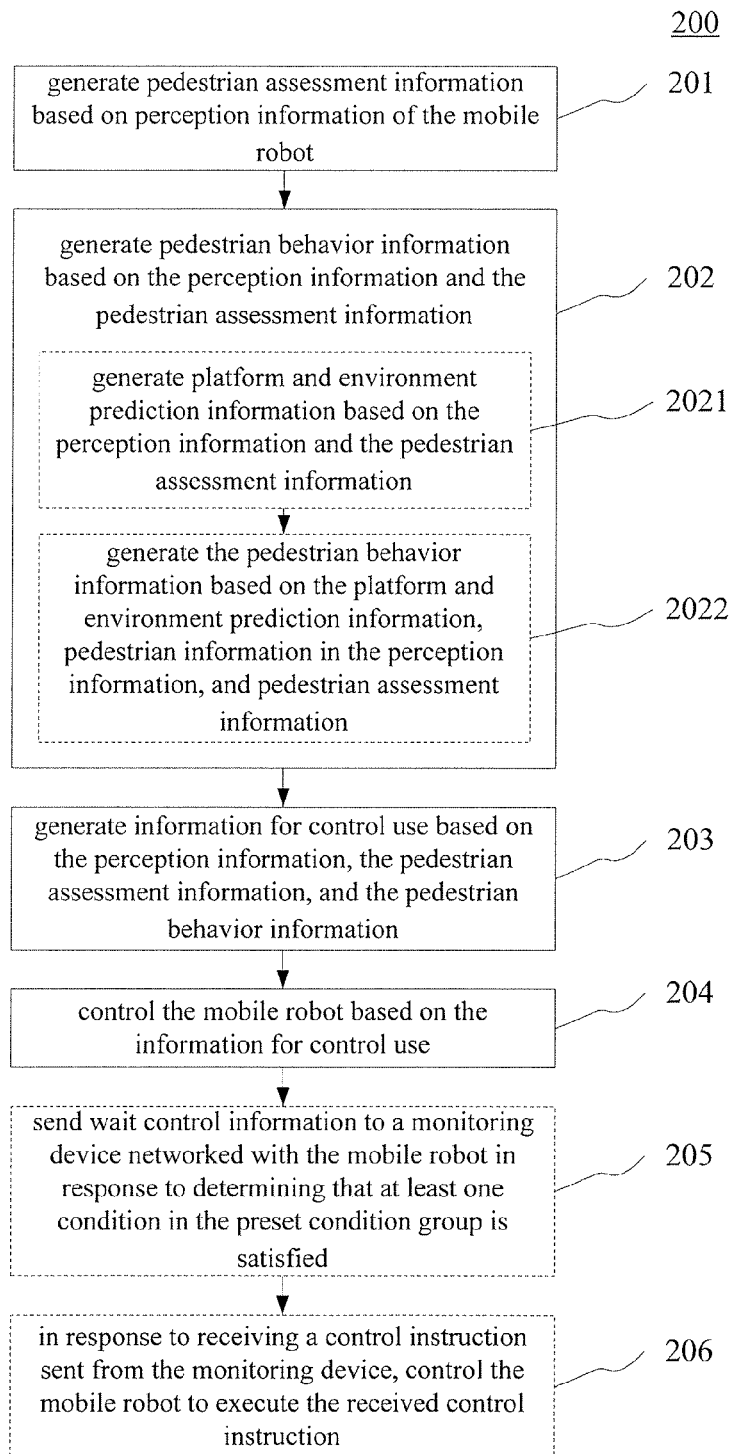 200
generate pedestrian assessment information
based on perception information of the mobile
robot
201
generate pedestrian behavior information
based on the perception information and the
pedestrian assessment information
202
generate platform and environment
prediction information based on the
perception information and the pedestrian
assessment information
2021
generate the pedestrian behavior
information based on the platform and
environment prediction information,
pedestrian information in the perception
information, and pedestrian assessment
information
2022
generate information for control use based on
the perception information, the pedestrian
assessment information, and the pedestrian
behavior information
203
control the mobile robot based on the
information for control use
204
send wait control information to a monitoring
device networked with the mobile robot in
response to determining that at least one
condition in the preset condition group is
satisfied
205
in response to receiving a control instruction
sent from the monitoring device, control the
mobile robot to execute the received control
instruction
206